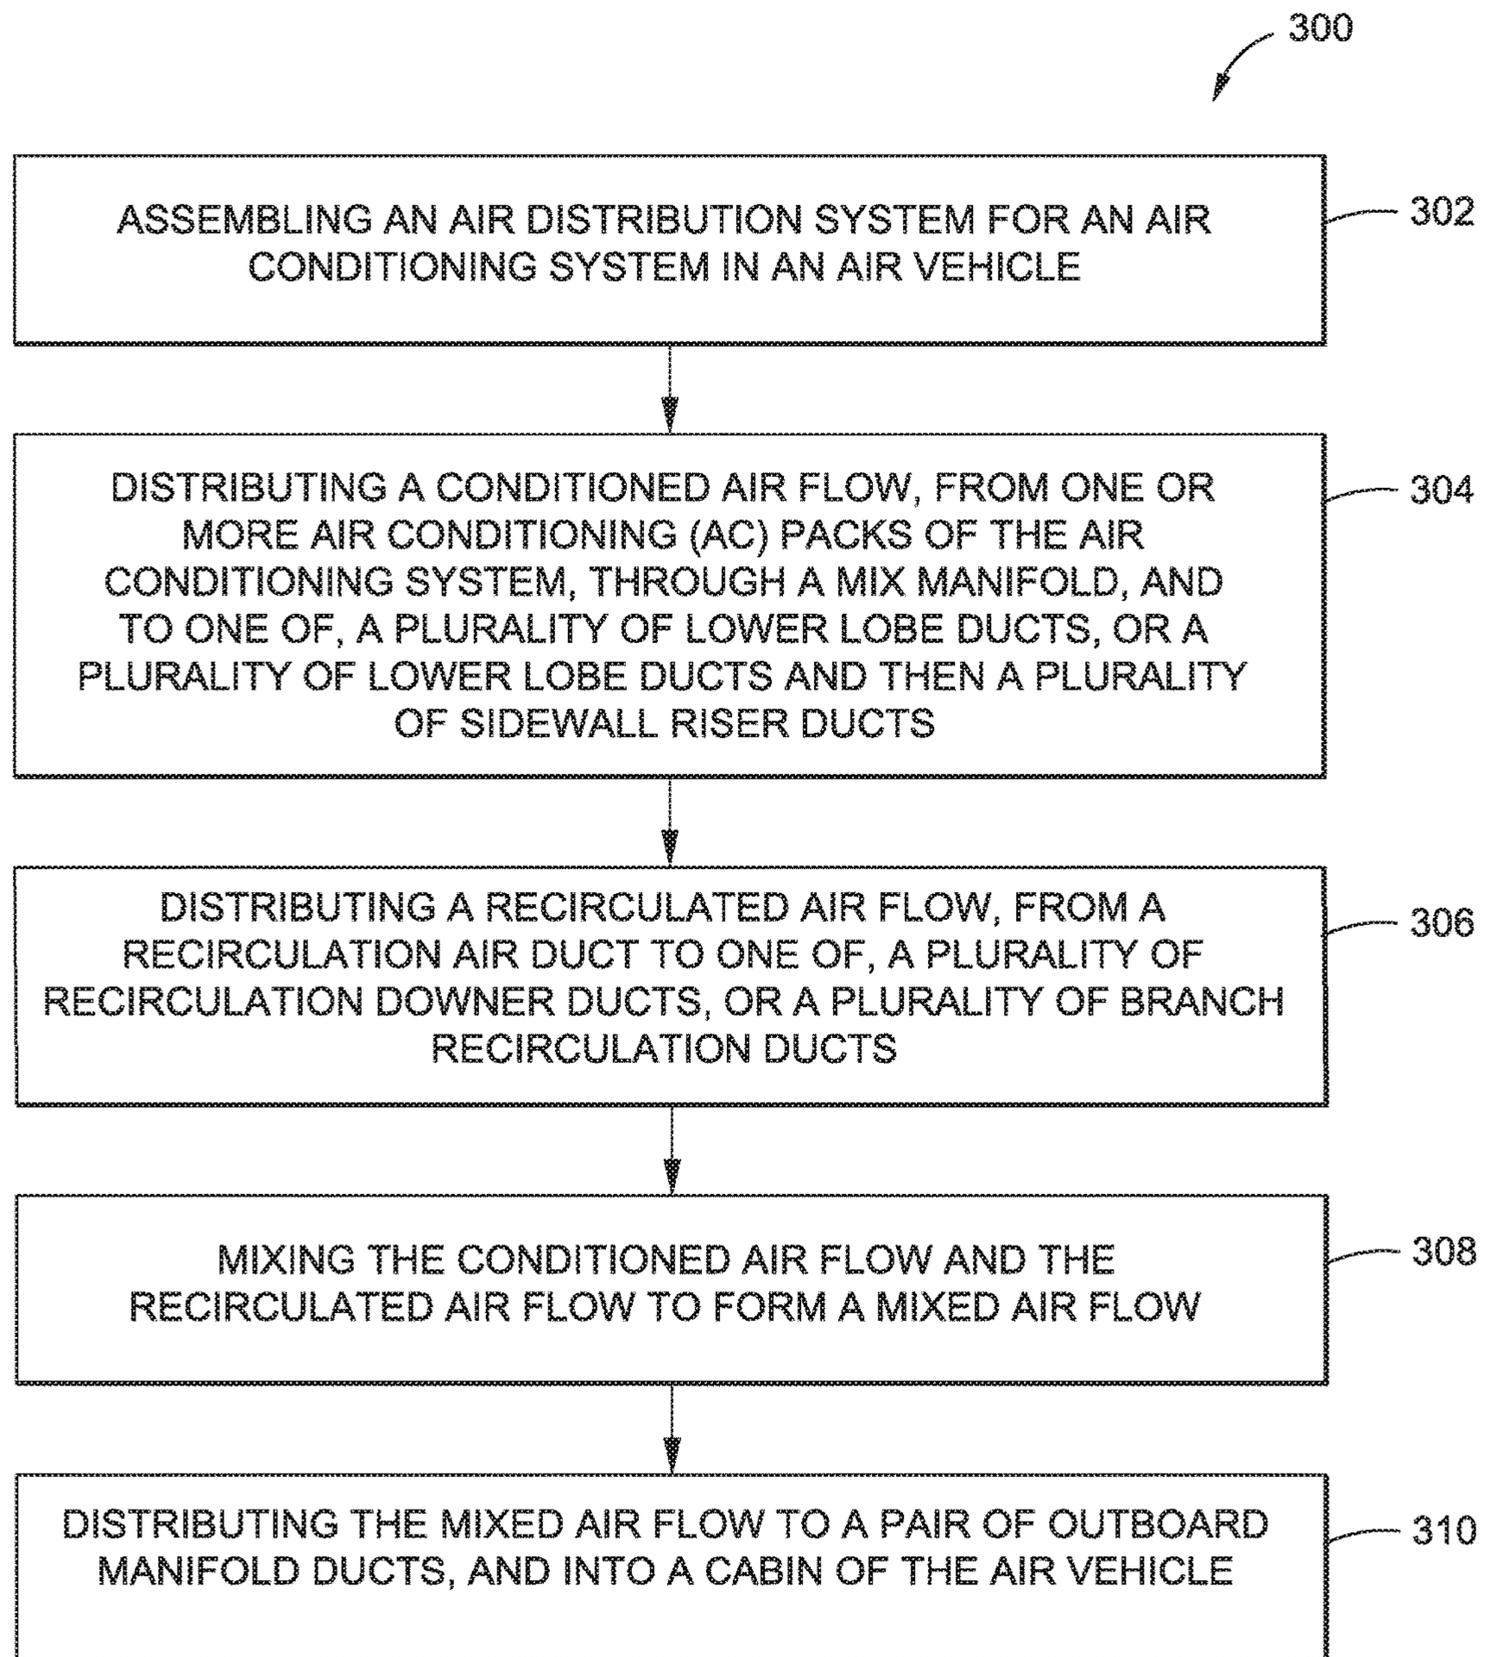 300
ASSEMBLING AN AIR DISTRIBUTION SYSTEM FOR AN AIR
CONDITIONING SYSTEM IN AN AIR VEHICLE
302
DISTRIBUTING A CONDITIONED AIR FLOW, FROM ONE OR
MORE AIR CONDITIONING (AC) PACKS OF THE AIR
CONDITIONING SYSTEM, THROUGH A MIX MANIFOLD, AND
TO ONE OF, A PLURALITY OF LOWER LOBE DUCTS, OR A
PLURALITY OF LOWER LOBE DUCTS AND THEN A PLURALITY
OF SIDEWALL RISER DUCTS
304
DISTRIBUTING A RECIRCULATED AIR FLOW, FROM A
RECIRCULATION AIR DUCT TO ONE OF, A PLURALITY OF
RECIRCULATION DOWNER DUCTS, OR A PLURALITY OF BRANCH
RECIRCULATION DUCTS
306
MIXING THE CONDITIONED AIR FLOW AND THE
RECIRCULATED AIR FLOW TO FORM A MIXED AIR FLOW
308
DISTRIBUTING THE MIXED AIR FLOW TO A PAIR OF OUTBOARD
MANIFOLD DUCTS, AND INTO A CABIN OF THE AIR VEHICLE
310